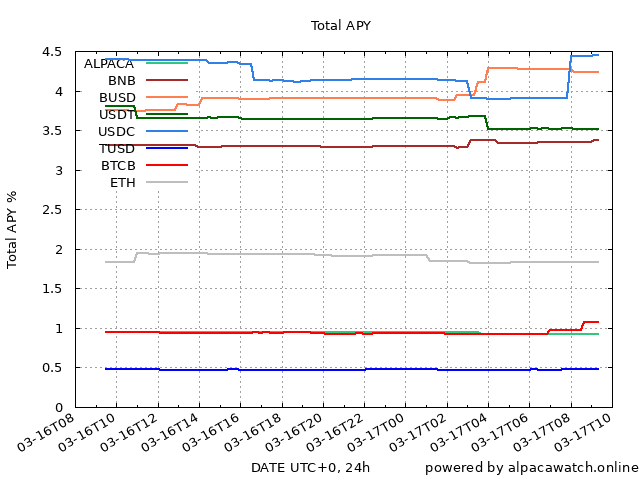 Total APY
Total APY %
4.5
4
3.5
3
2.5
2
1.5
1
0.5
0
ALPACA
BNB
BUSD
USDT
USDC
TUSD
BTCB
ETH
03-16T08
03-16T10
03-16T12
03-16T14
03-16T16
03-16T18
03-16T20
03-16T22
03-17T00
03-17T02
03-17T04
03-17T06
03-17T08
03-17T10
DATE UTC+0, 24h
powered by alpacawatch.online